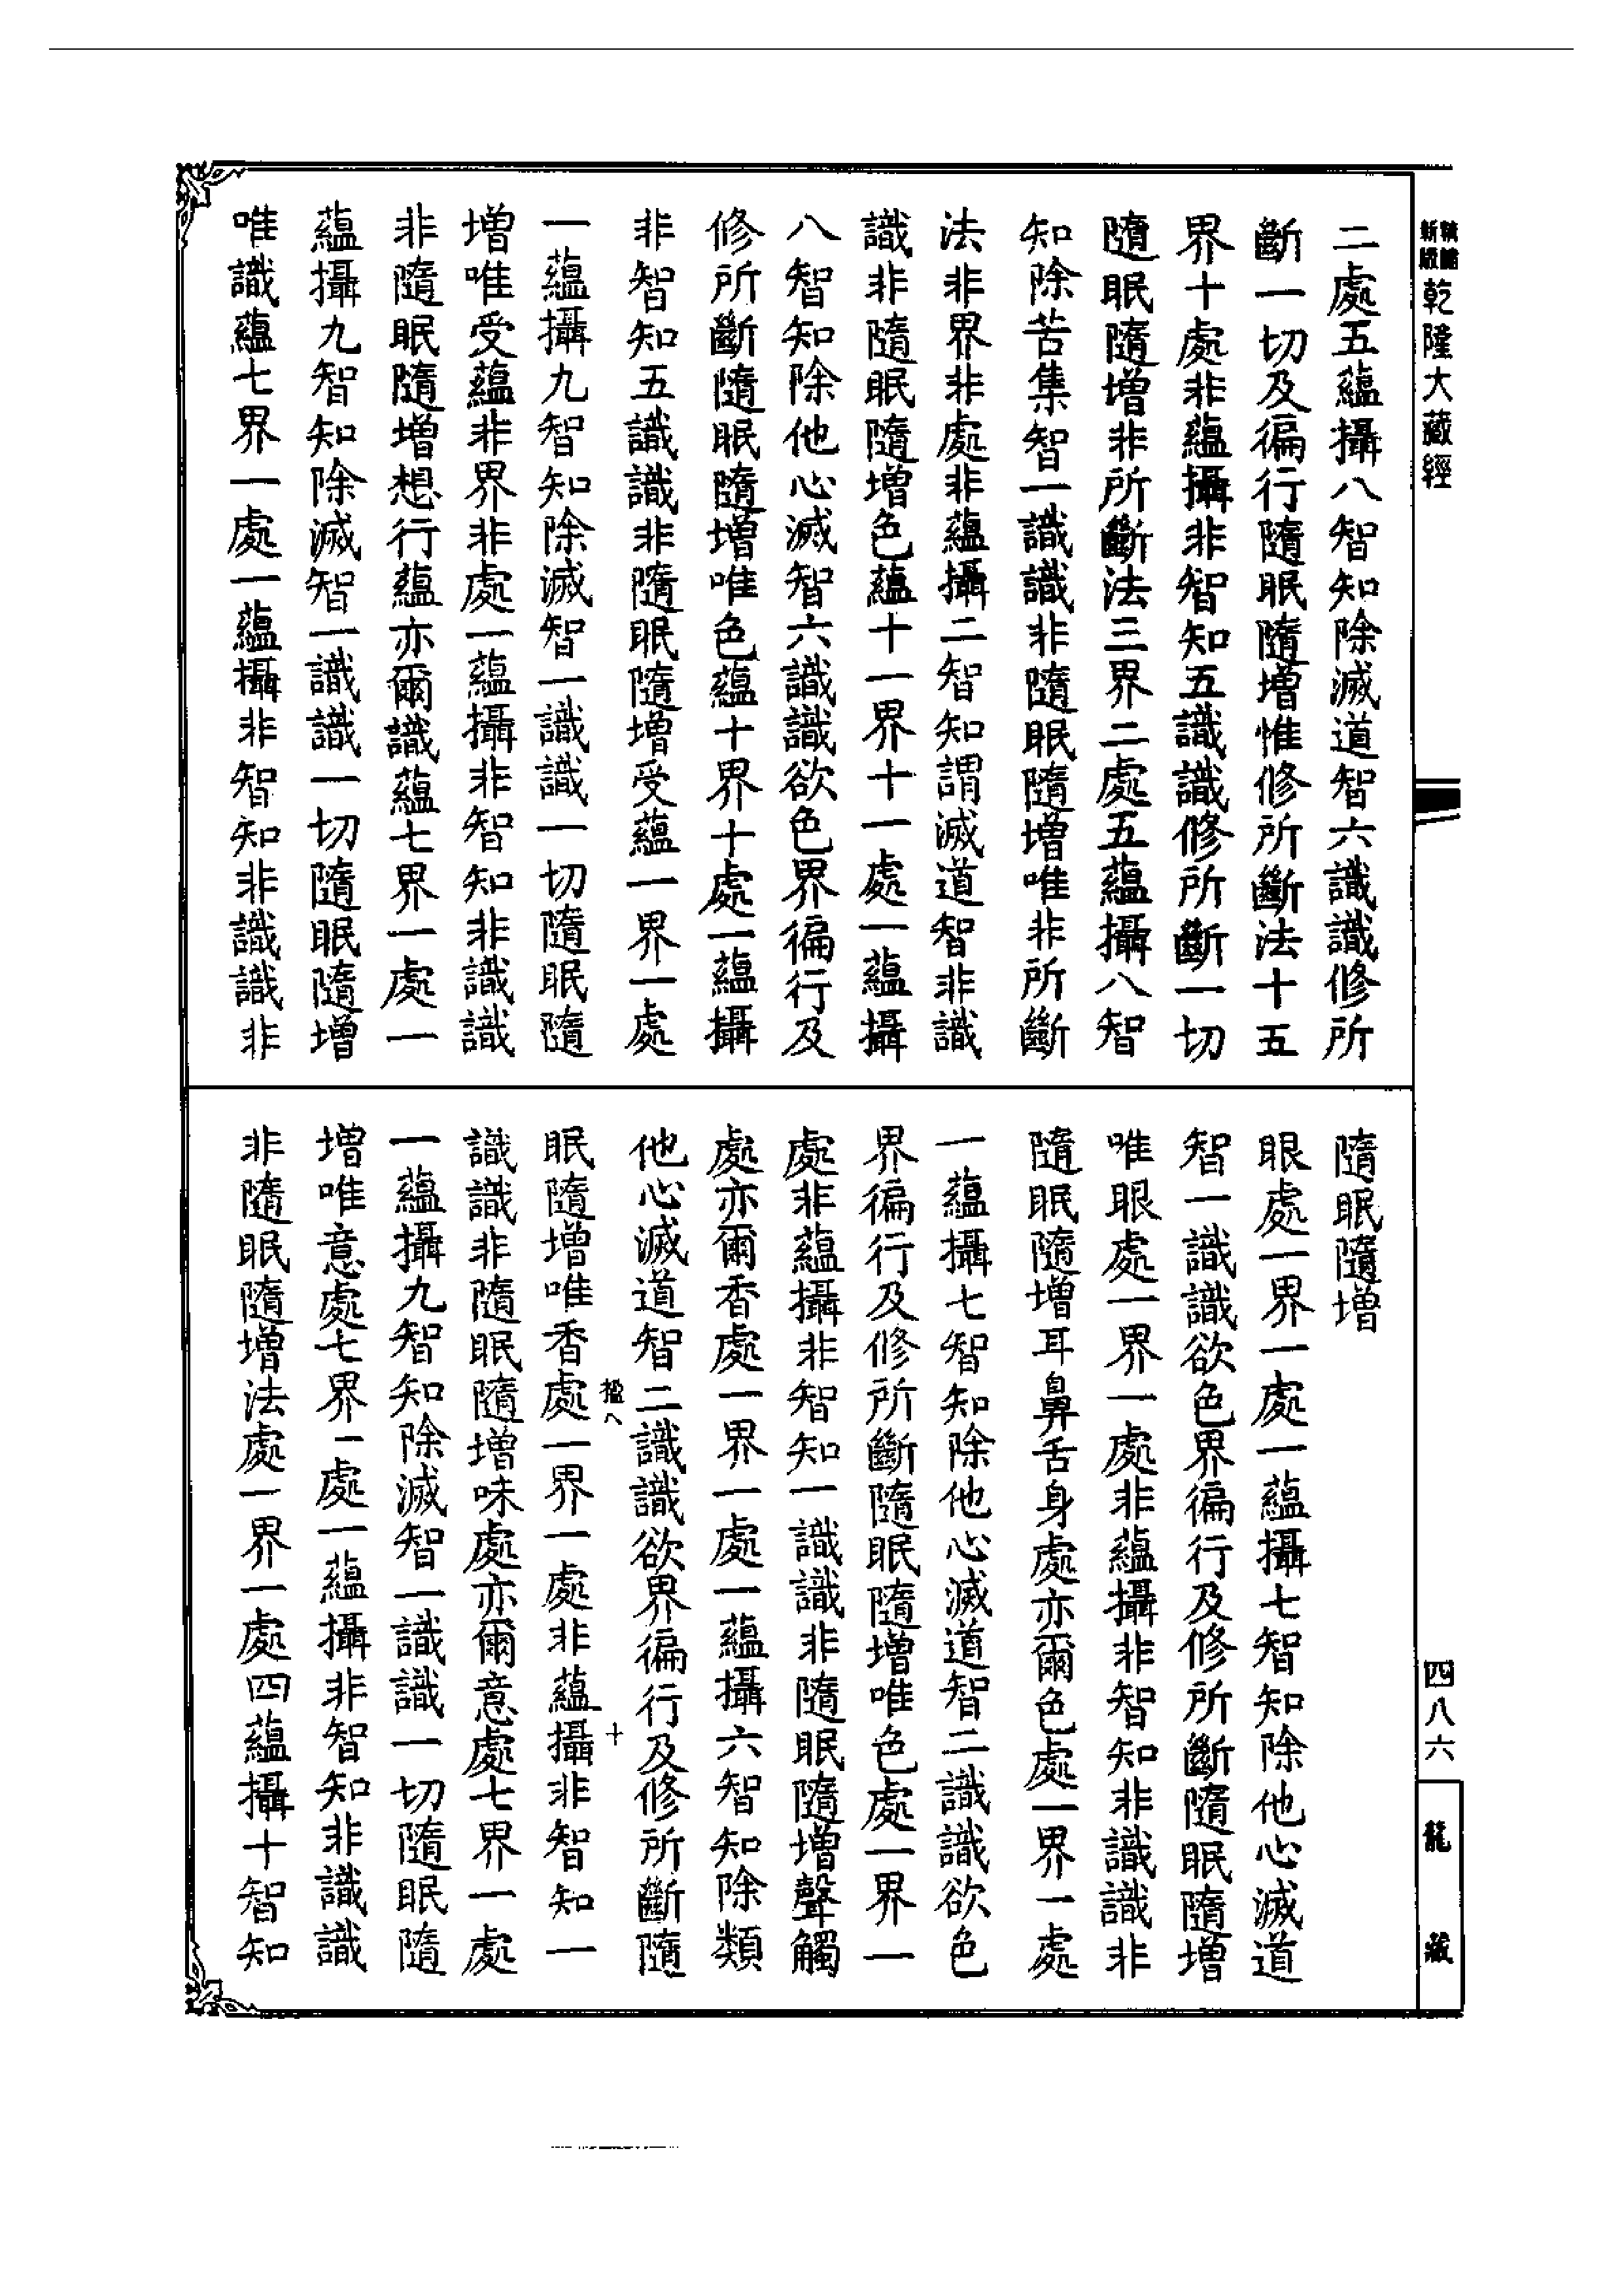 乾隆大藏經
二處五蘊攝八智知除滅道智六識識修所
斷一切及徧行隨眠隨增惟修所斷法十五
界十處非蘊攝非智知五識識修所斷一切
隨眠隨增非所斷法三界二處五蘊攝八智
知除苦集智一識識非隨眠隨增唯非所斷
法非界非處非蘊攝二智知謂滅道智非識
識非隨眠隨增色蘊十一界十一處一蘊攝
八智知除他心滅智六識識欲色界徧行及
修所斷隨眠隨增唯色蘊十界十處一蘊攝
非智知五識識非隨眠隨增受蘊一界一處
一蘊攝九智知除滅智一識識一切隨眠隨
增唯受蘊非界非處一蘊攝非智知非識識
非隨眠隨增想行蘊亦爾識蘊七界一處一
蘊攝九智知除滅智一識識一切隨眠隨增
唯識蘊七界一處一蘊攝非智知非識識非
隨眠隨增
眼處一界一處一蘊攝七智知除他心滅道
智一識識欲色界徧行及修所斷隨眠隨增
唯眼處一界一處非蘊攝非智知非識識非
隨眠隨增耳鼻舌身處亦爾色處一界一處
一蘊攝七智知除他心滅道智二識識欲色
界徧行及修所斷隨眠隨增唯色處一界一
處非蘊攝非智知一識識非隨眠隨增聲觸
處亦爾香處一界一處一蘊攝六智知除類
他心滅道智二識識欲界徧行及修所斷隨
眠隨增唯香處一界一處非蘊攝非智知一
識識非隨眠隨增味處亦爾意處七界一處
一蘊攝九智知除滅智一識識一切隨眠隨
增唯意處七界一處一蘊攝非智知非識識
非隨眠隨增法處一界一處四蘊攝十智知
八
十
四八六
龍藏